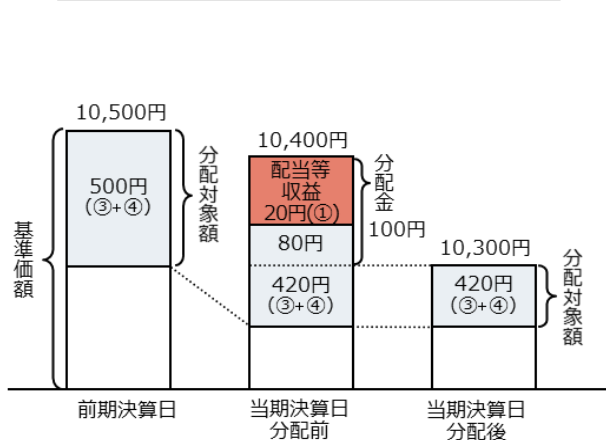 10,500円
分配対象額
500円
(③+④)
基準価額
10,400円
配当等
収益
20円(①)
分配金
100円
80円
420円
(③+④)
10,300円
420円
(③+④)
分配対象額
前期決算日
当期決算日
分配前
当期決算日
分配後